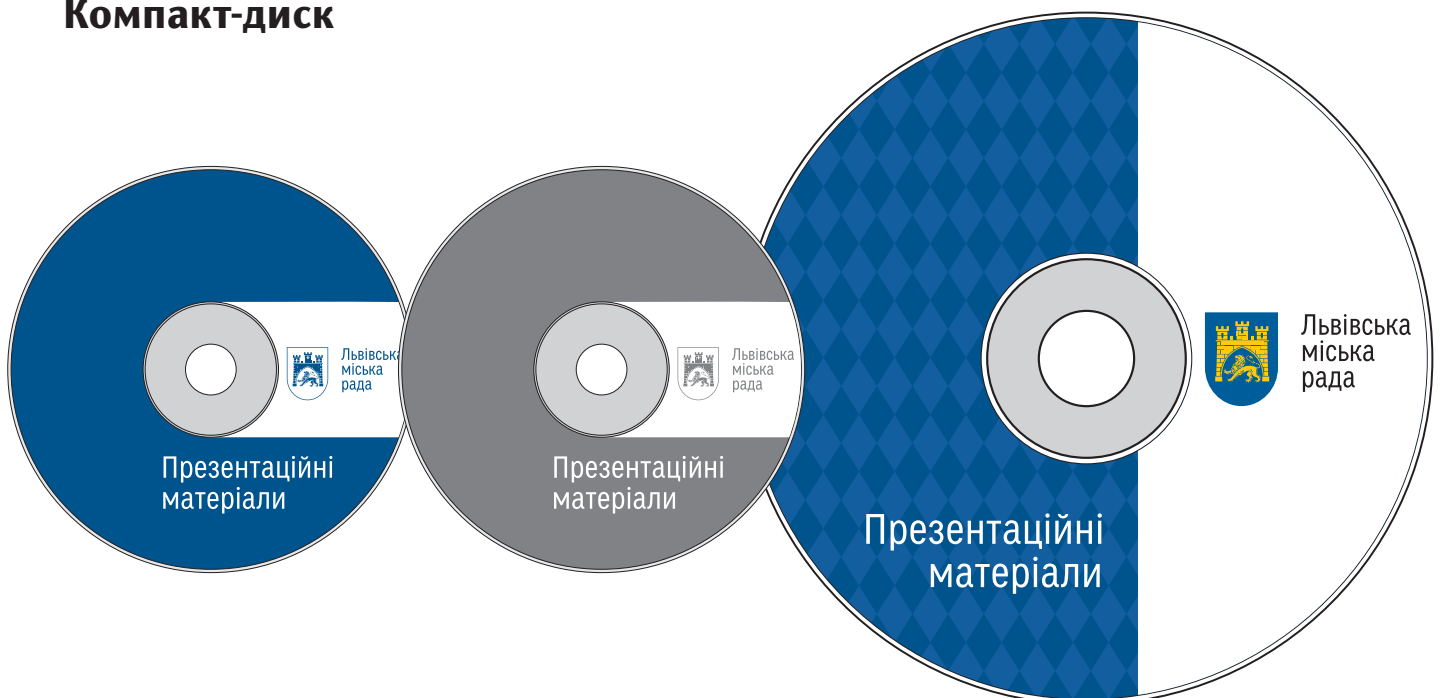 Компакт-диск
Львівська
міська
рада
Презентаційні
матеріали
Львівська
міська
рада
Презентаційні
матеріали
Львівська
міська
рада
Презентаційні
матеріали